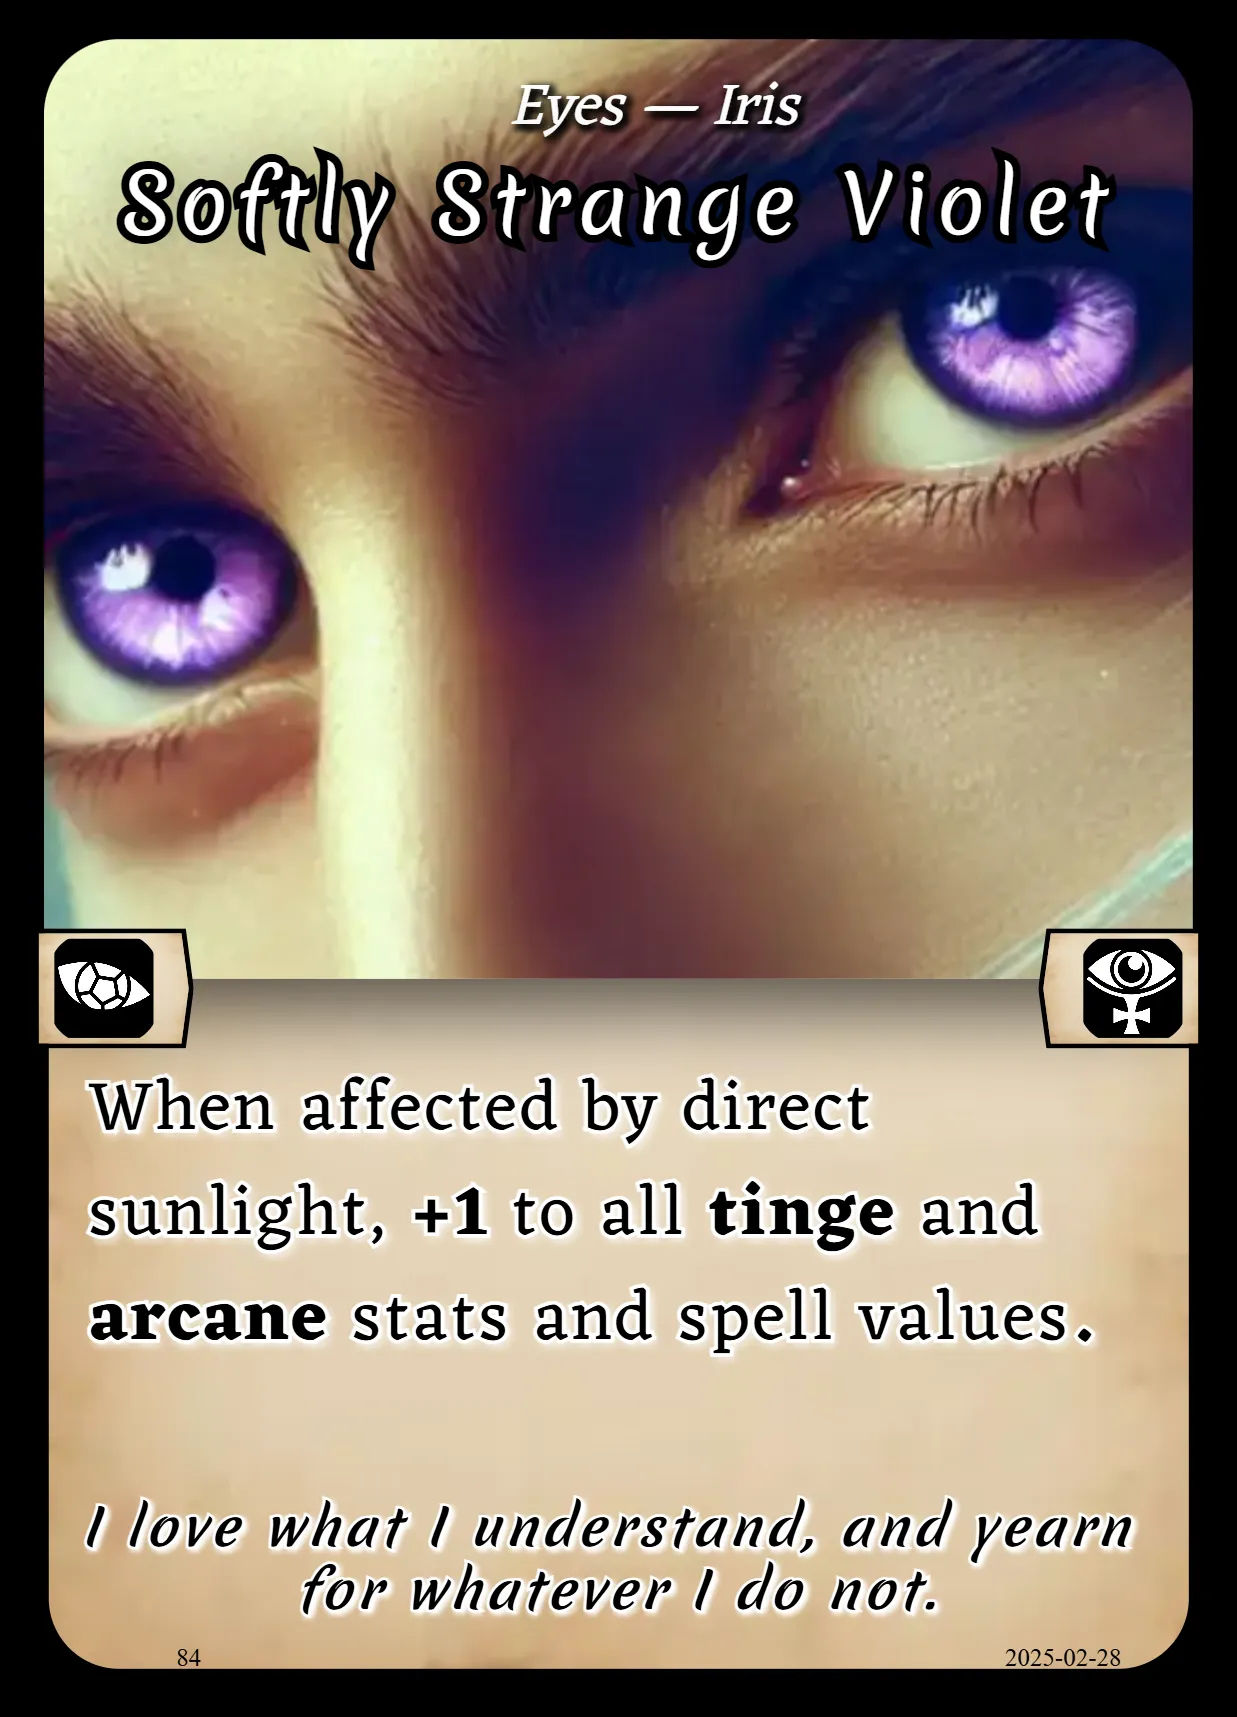 Eyes — Iris
Softly Strange Violet
When affected by direct
sunlight, +1 to all tinge and
arcane stats and spell values.
I love what I understand, and yearn
for whatever I do not.
84
2025-02-28